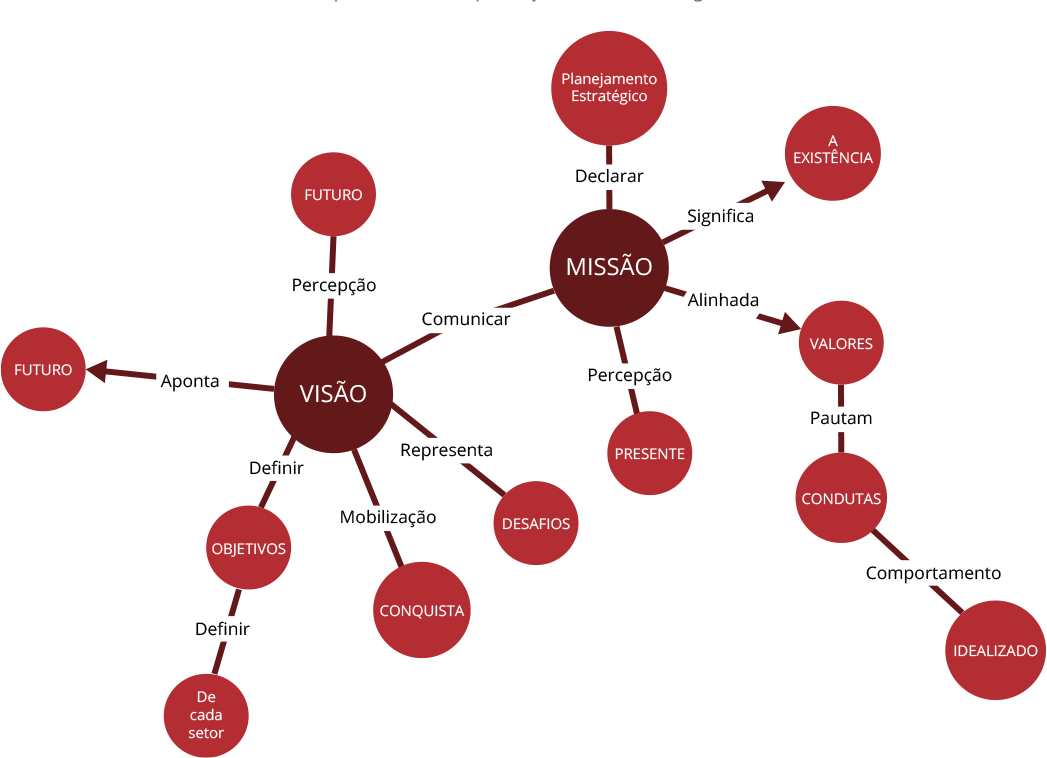 Planejamento
Estratégico
A
EXISTÊNCIA
Declarar
FUTURO
Significa
MISSÃO
Percepção
Alinhada
Comunicar
VALORES
FUTURO
Aponta
VISÃO
Percepção
Pautam
Representa
PRESENTE
Definir
CONDUTAS
Mobilização
DESAFIOS
OBJETIVOS
Comportamento
CONQUISTA
Definir
IDEALIZADO
De
cada
setor